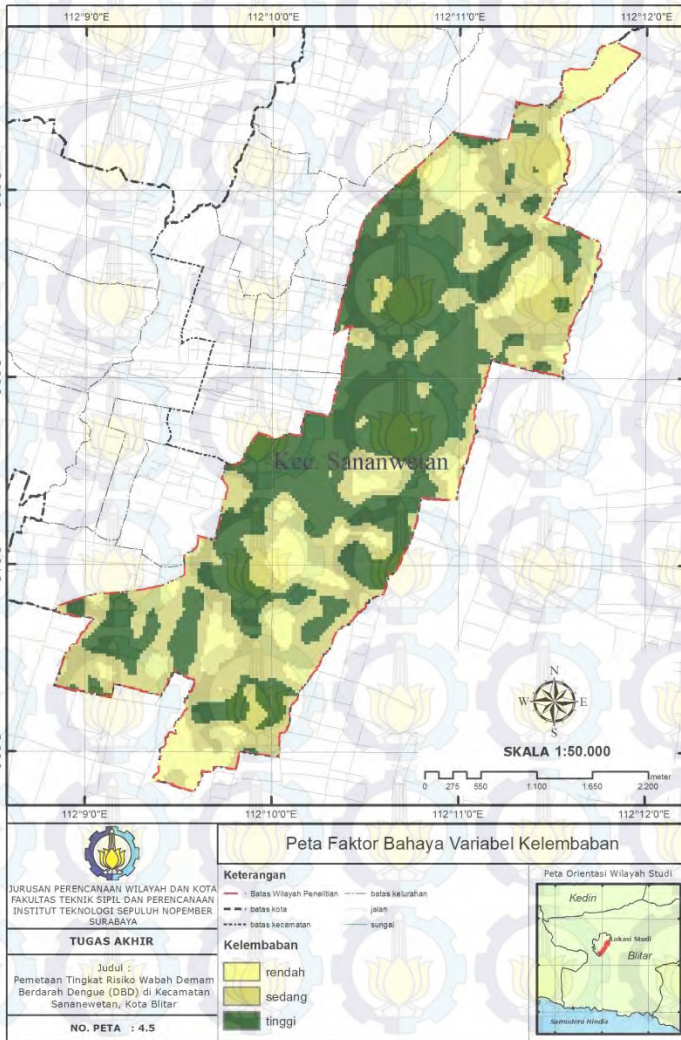 112°9'0"E
112°10'0"E
112°11'0"E
112°12'0"E
Kec. Sananwetan
N
W
E
S
SKALA 1:50.000
meter
0 275 550 1.100 1.650 2.200
112°9'0"E
112°10'0"E
112°11'0"E
112°12'0"E
JURUSAN PERENCANAAN WILAYAH DAN KOTA
FAKULTAS TEKNIK SIPIL DAN PERENCANAAN
INSTITUT TEKNOLOGI SEPULUH NOPEMBER
SURABAYA
TUGAS AKHIR
Judul :
Pemetaan Tingkat Risiko Wabah Demam
Berdarah Dengue (DBD) di Kecamatan
Sananewetan, Kota Blitar
NO. PETA : 4.5
Peta Faktor Bahaya Variabel Kelembaban
Keterangan
Batas Wilayah Penelitian
batas kelurahan
batas kota
jalan
batas kecamatan
sungai
Kelembaban
rendah
sedang
tinggi
Peta Orientasi Wilayah Studi
Kediri
Lokasi Studi
Blitar
Samudera Hindia